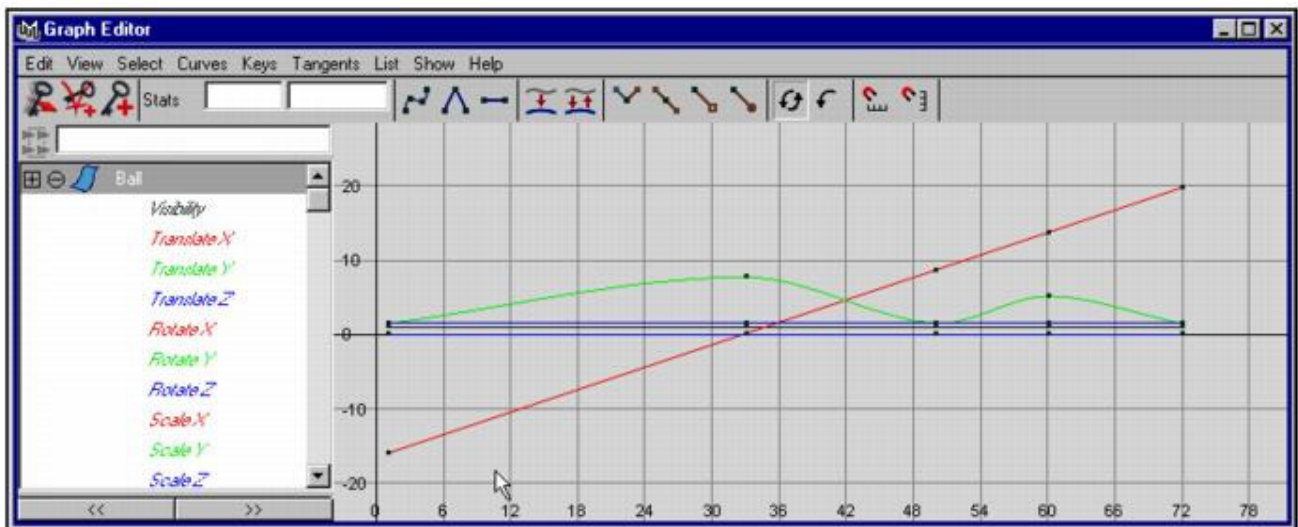 Graph Editor
Edit View Select Curves Keys Tangents List Show Help
Stats
Ball
Visibility
Translate X
Translate Y
Translate Z
Rotate X
Rotate Y
Rotate Z
Scale X
Scale Y
Scale Z
<< >>
20
10
0
-10
-20
0 6 12 18 24 30 36 42 48 54 60 66 72 78